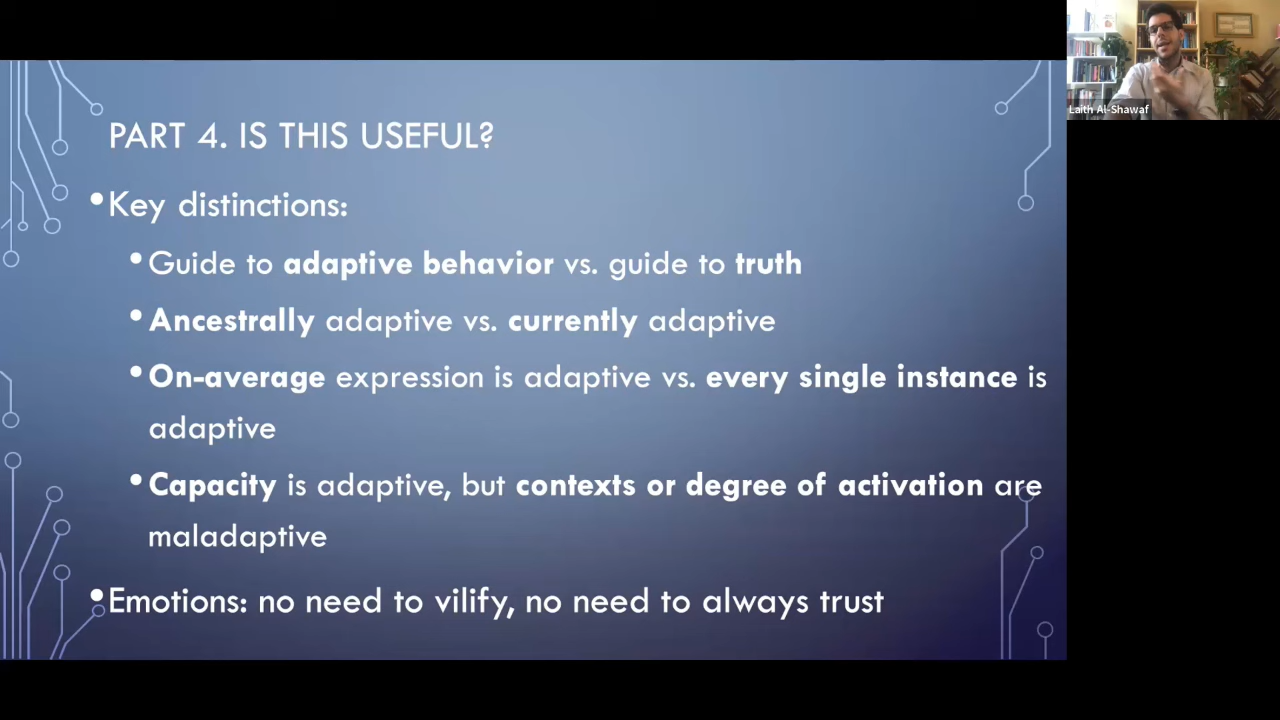 PART 4. IS THIS USEFUL?
•Key distinctions:
•Guide to adaptive behavior vs. guide to truth
•Ancestrally adaptive vs. currently adaptive
•On-average expression is adaptive vs. every single instance is
adaptive
•Capacity is adaptive, but contexts or degree of activation are
maladaptive
•Emotions: no need to vilify, no need to always trust
Laith Al-Shawaf